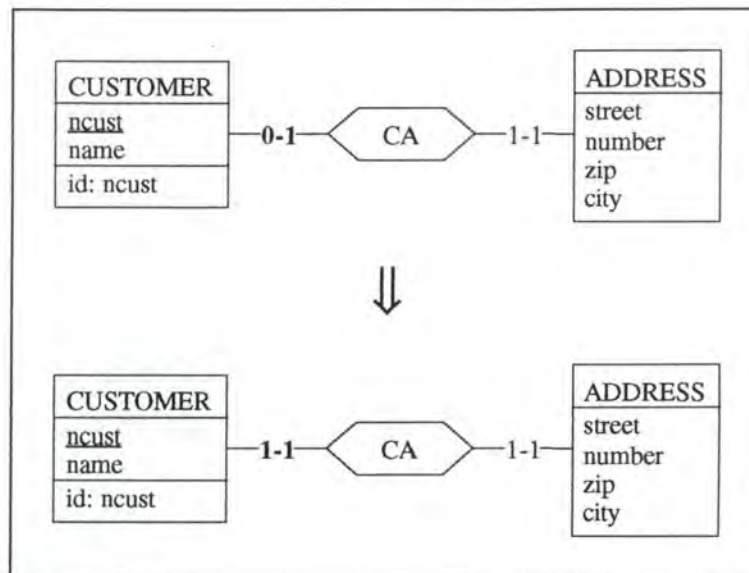 CUSTOMER
ncust
name
id: ncust
0-1
CA
1-1
ADDRESS
street
number
zip
city
⇓
CUSTOMER
ncust
name
id: ncust
1-1
CA
1-1
ADDRESS
street
number
zip
city